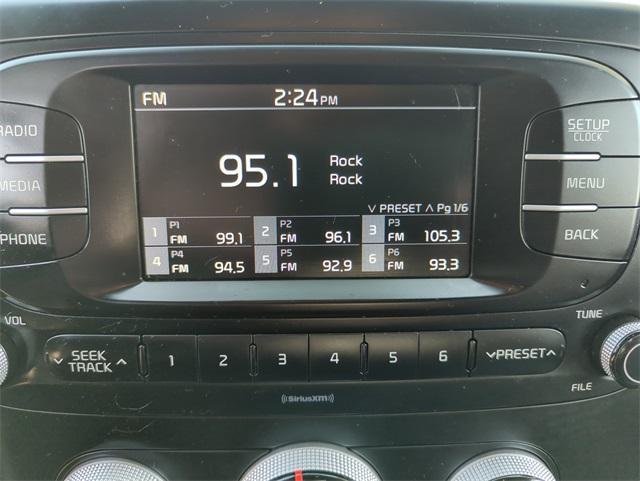 FM 2:24 PM
RADIO
MEDIA
PHONE
95.1 Rock
Rock
PRESET Pg 1/6
1 P1 FM 99.1 2 P2 FM 96.1 3 P3 FM 105.3
4 P4 FM 94.5 5 P5 FM 92.9 6 P6 FM 93.3
SETUP
CLOCK
MENU
BACK
VOL
TUNE
SEEK
TRACK
1 2 3 4 5 6
PRESET
FILE
((SiriusXM))